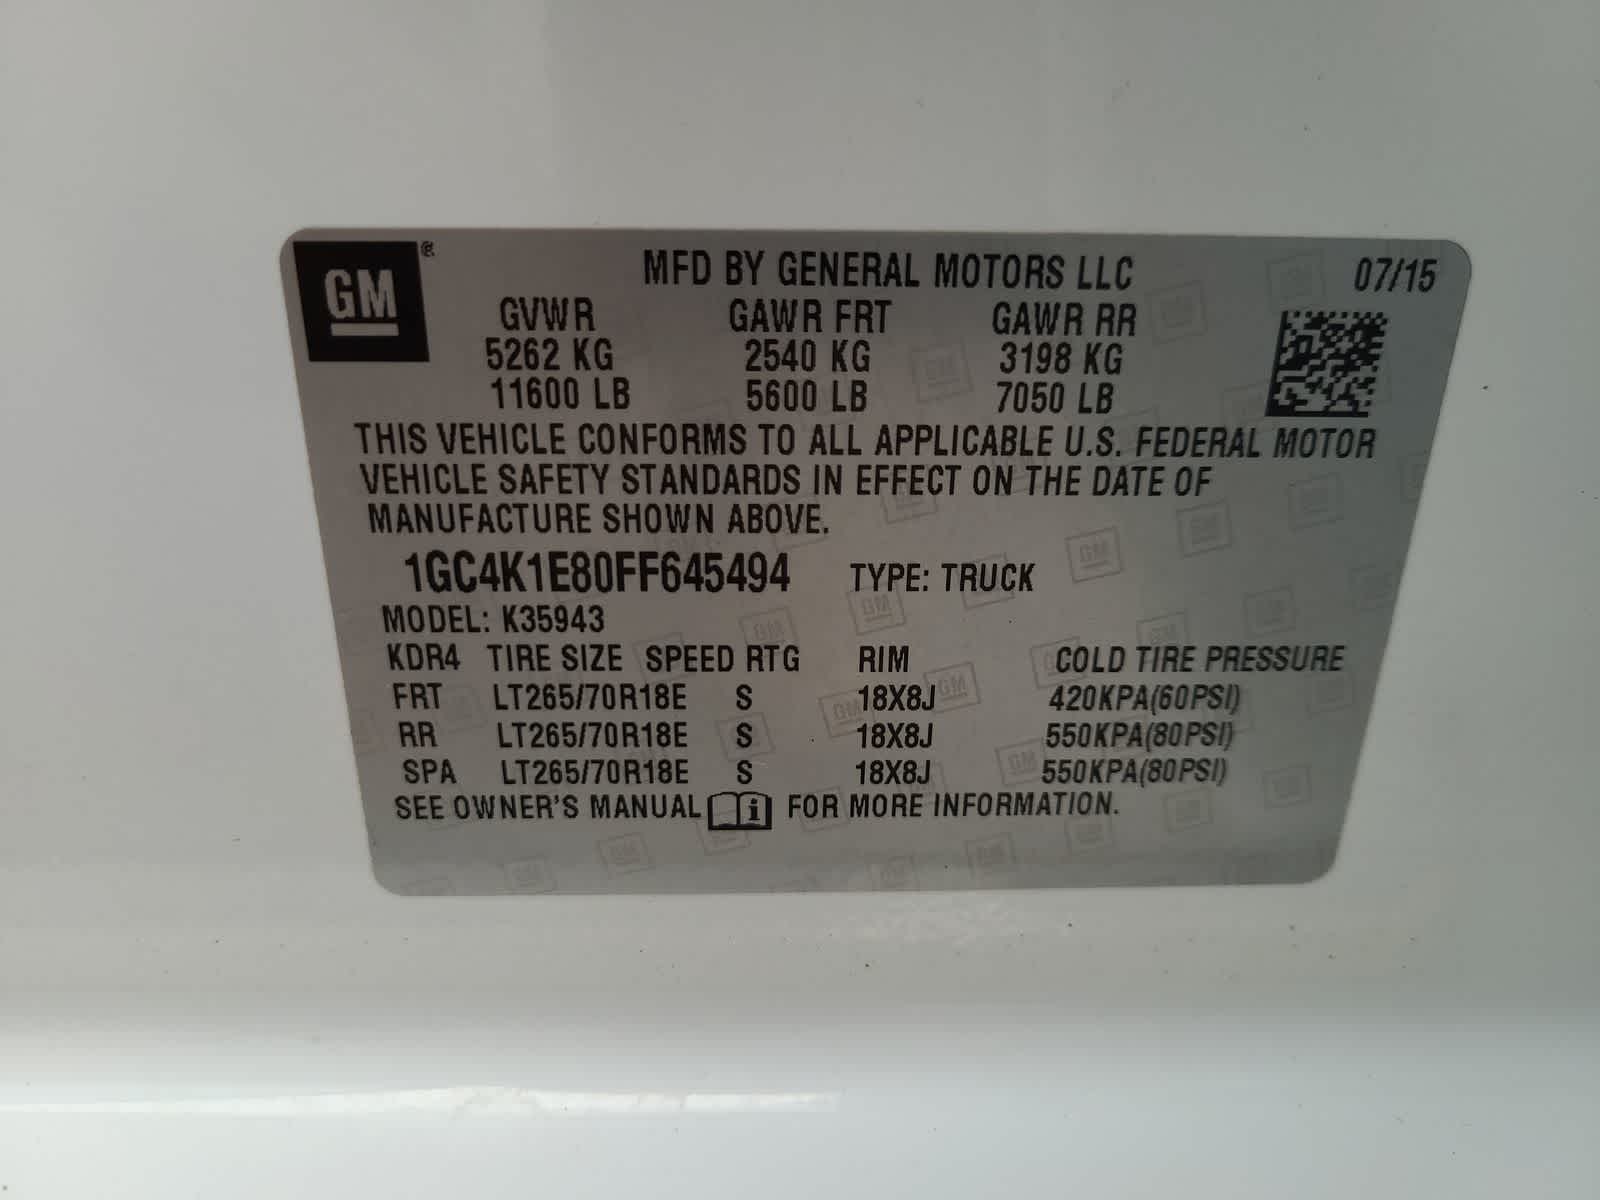 GM ®
MFD BY GENERAL MOTORS LLC 07/15
GVWR GAWR FRT GAWR RR
5262 KG 2540 KG 3198 KG
11600 LB 5600 LB 7050 LB
THIS VEHICLE CONFORMS TO ALL APPLICABLE U.S. FEDERAL MOTOR
VEHICLE SAFETY STANDARDS IN EFFECT ON THE DATE OF
MANUFACTURE SHOWN ABOVE.
1GC4K1E80FF645494 TYPE: TRUCK
MODEL: K35943
KDR4 TIRE SIZE SPEED RTG RIM COLD TIRE PRESSURE
FRT LT265/70R18E S 18X8J 420KPA(60PSI)
RR LT265/70R18E S 18X8J 550KPA(80PSI)
SPA LT265/70R18E S 18X8J 550KPA(80PSI)
SEE OWNER'S MANUAL i FOR MORE INFORMATION.